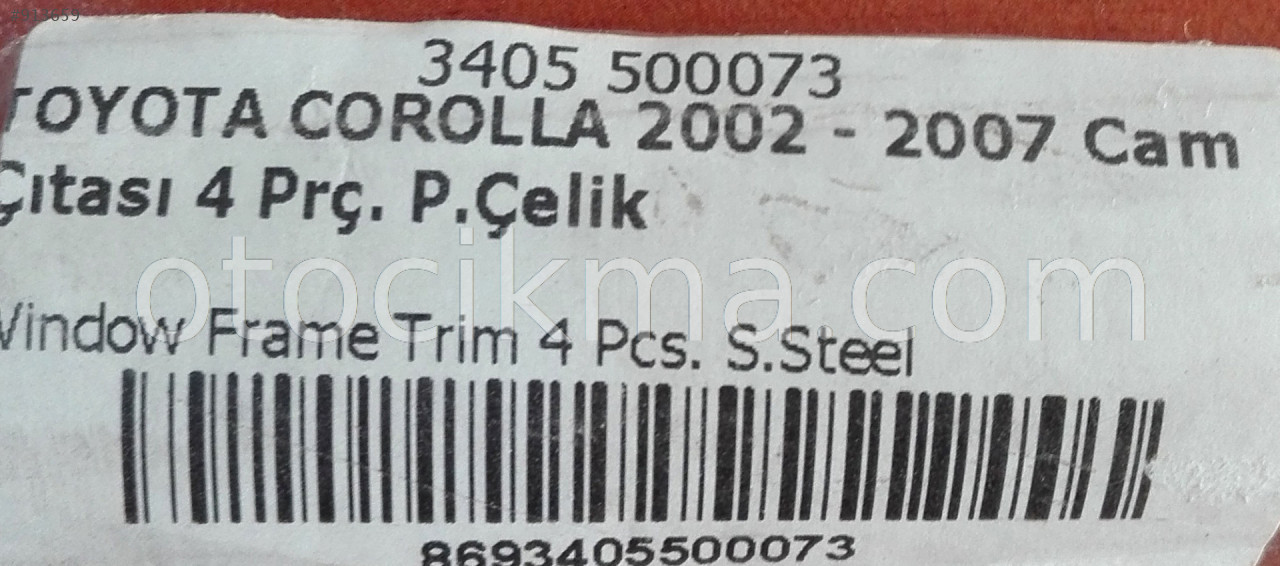 3405 500073
TOYOTA COROLLA 2002 - 2007 Cam
Çıtası 4 Prç. P.Çelik
otocikma.com
Window Frame Trim 4 Pcs. S.Steel
8693405500073